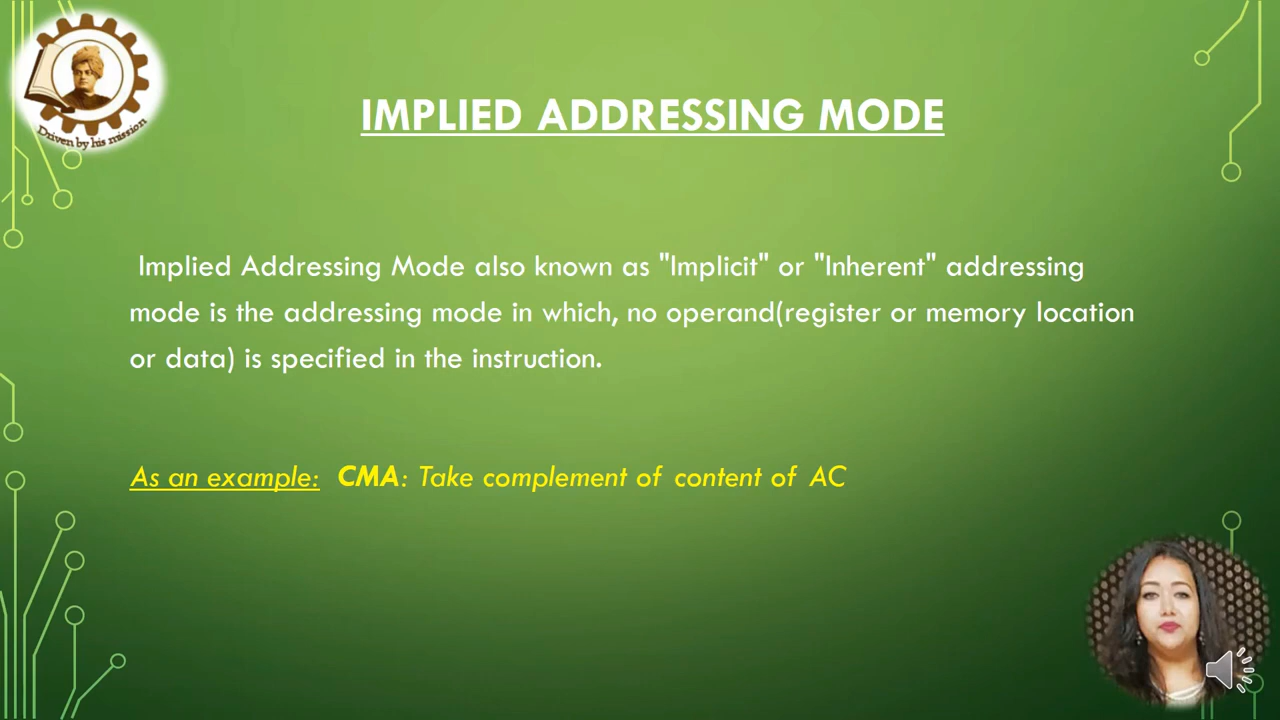 Driven by his mission
IMPLIED ADDRESSING MODE
Implied Addressing Mode also known as "Implicit" or "Inherent" addressing
mode is the addressing mode in which, no operand(register or memory location
or data) is specified in the instruction.
As an example: CMA: Take complement of content of AC